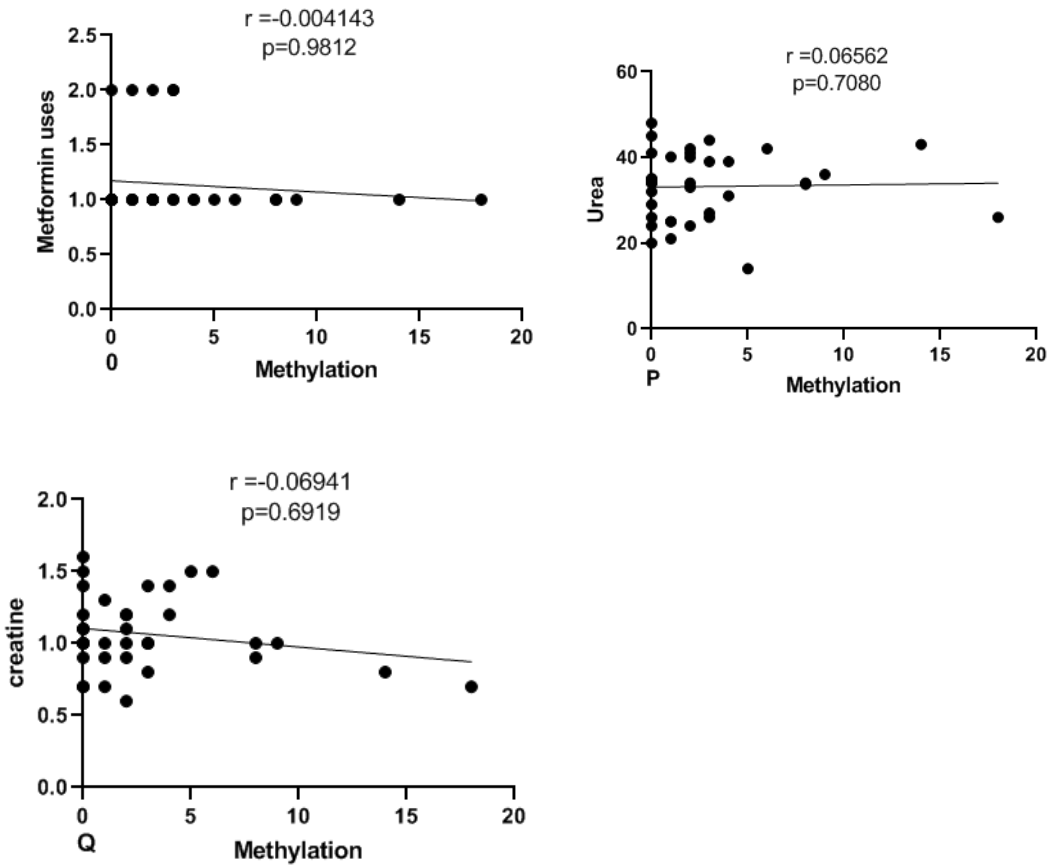 r =-0.004143
p=0.9812
2.5
2.0
1.5
1.0
0.5
0.0
Metformin uses
0 5 10 15 20
0
Methylation
r =0.06562
p=0.7080
60
40
20
0
Urea
0 5 10 15 20
P
Methylation
r =-0.06941
p=0.6919
2.0
1.5
1.0
0.5
0.0
creatine
0 5 10 15 20
Q
Methylation